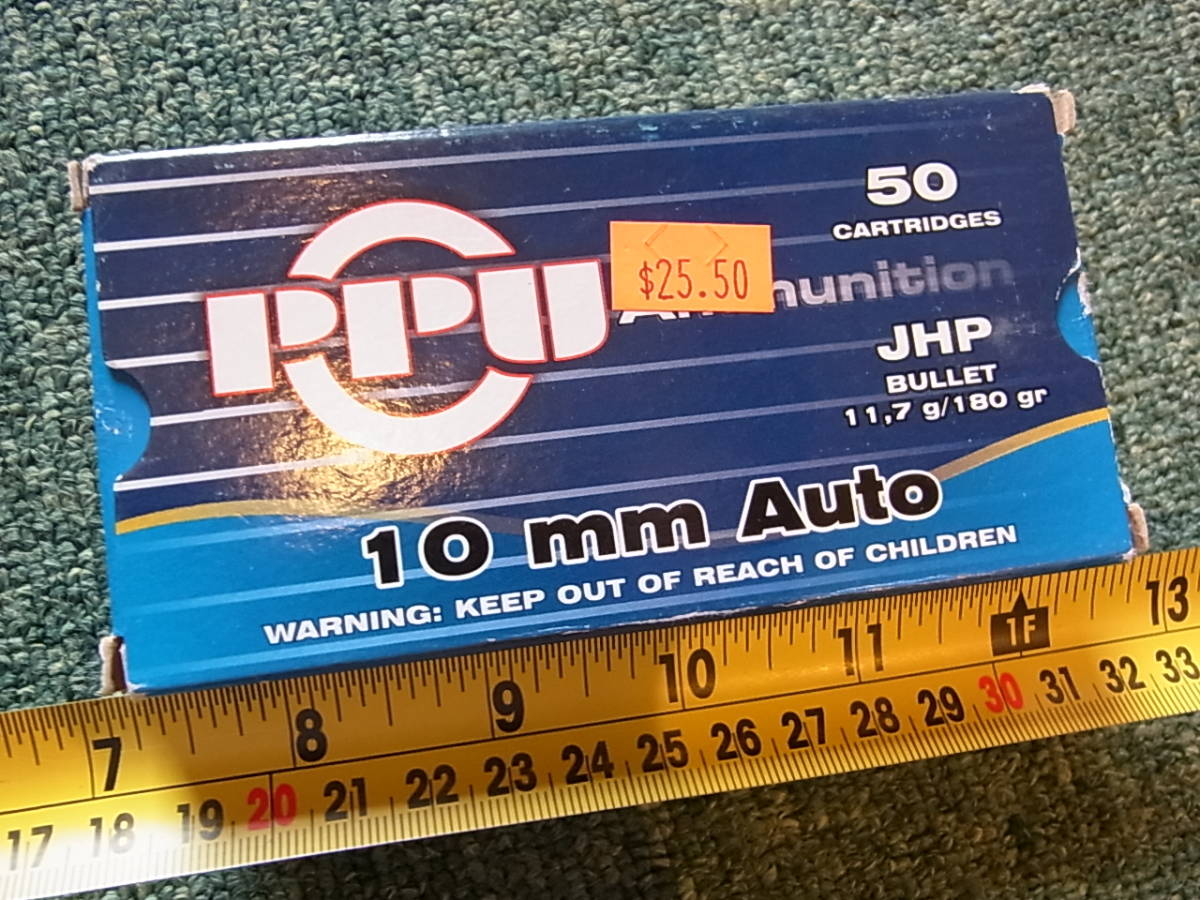 50
CARTRIDGES
PPU
$25.50
JHP
BULLET
11,7 g/180 gr
10 mm Auto
WARNING: KEEP OUT OF REACH OF CHILDREN
7 8 9 10 11 1F 13
17 18 19 20 21 22 23 24 25 26 27 28 29 30 31 32 33